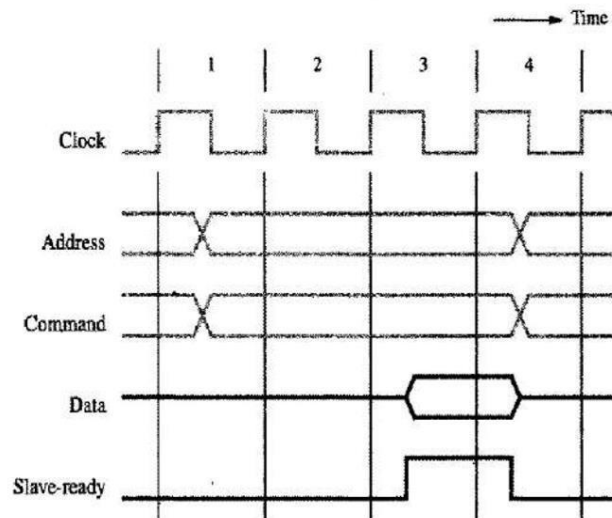 Time
1 2 3 4
Clock
Address
Command
Data
Slave-ready